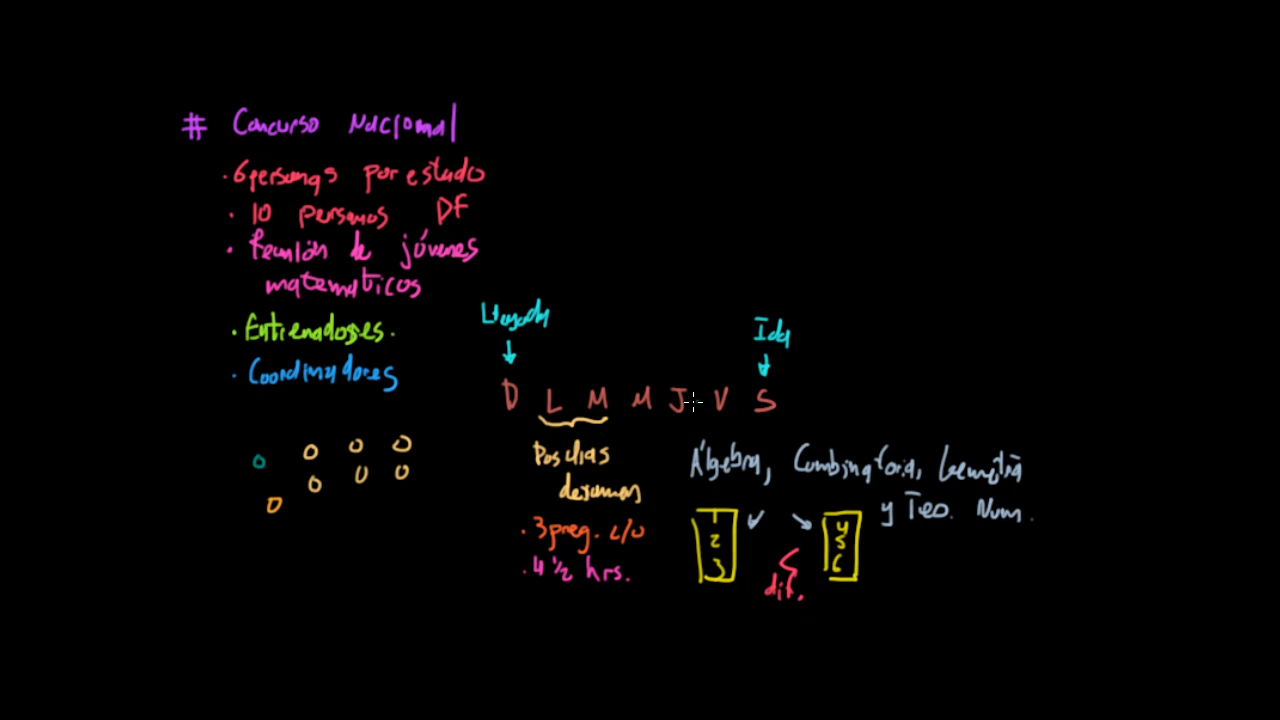 # Concurso Nacional
· 6 personas por estado
· 10 personas DF
· Reunión de jóvenes
matemáticos
· Entrenadores.
· Coordinadores
Llegada
Ida
D L M M J V S
Dos días
de examen
· 3 preg. c/u
· 4 ½ hrs.
Álgebra, Combinatoria, Geometría
y Teo. Num.
1
2
3
4
5
6
<
dif.